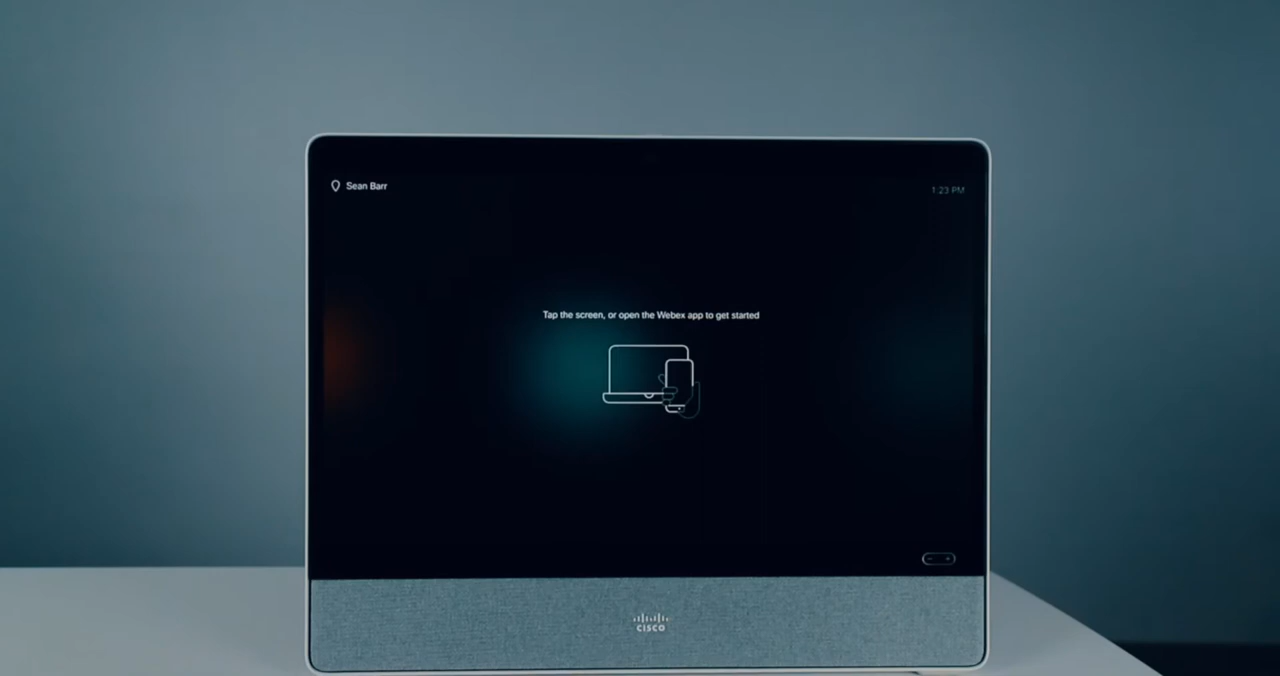 Sean Barr
1:23 PM
Tap the screen, or open the Webex app to get started
CISCO